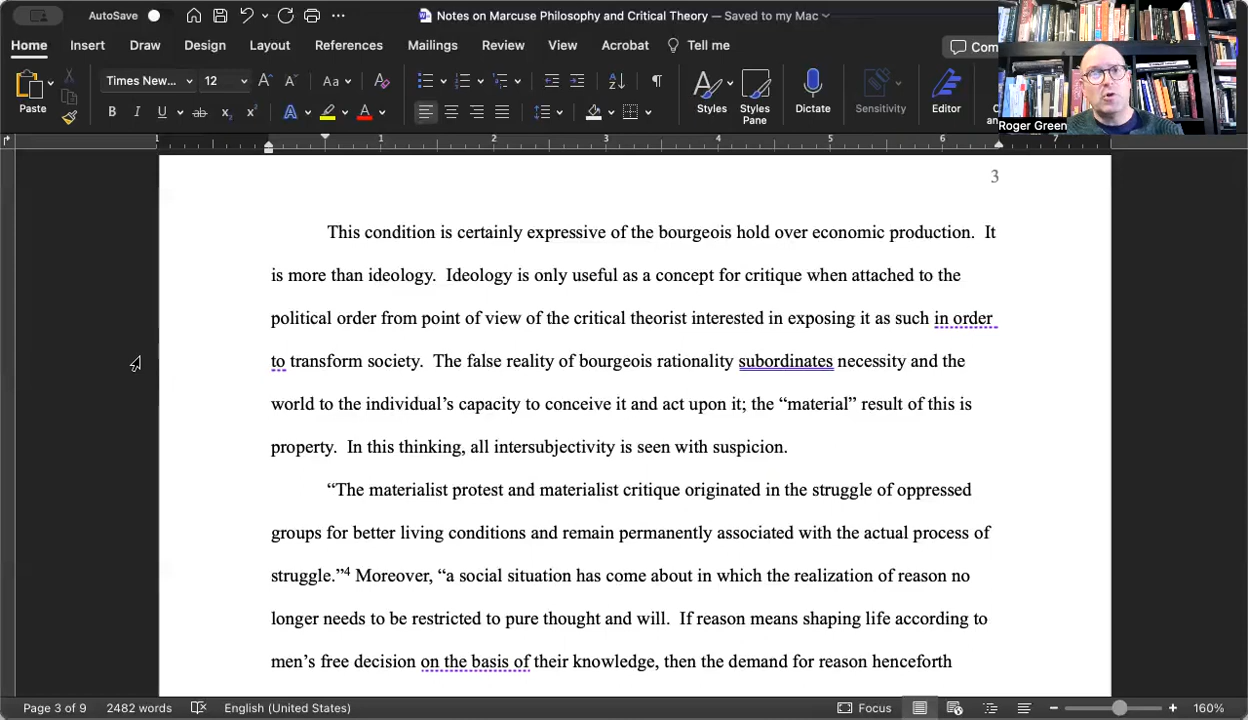 AutoSave
Notes on Marcuse Philosophy and Critical Theory — Saved to my Mac
Home Insert Draw Design Layout References Mailings Review View Acrobat Tell me
Paste
Times New... 12 Aa
B I U ab x₂ x² A A
Styles
Styles Pane
Dictate
Sensitivity
Editor
Roger Green
1 2 3 4 5 6 7
3
This condition is certainly expressive of the bourgeois hold over economic production. It
is more than ideology. Ideology is only useful as a concept for critique when attached to the
political order from point of view of the critical theorist interested in exposing it as such in order
to transform society. The false reality of bourgeois rationality subordinates necessity and the
world to the individual’s capacity to conceive it and act upon it; the “material” result of this is
property. In this thinking, all intersubjectivity is seen with suspicion.
“The materialist protest and materialist critique originated in the struggle of oppressed
groups for better living conditions and remain permanently associated with the actual process of
struggle.”⁴ Moreover, “a social situation has come about in which the realization of reason no
longer needs to be restricted to pure thought and will. If reason means shaping life according to
men’s free decision on the basis of their knowledge, then the demand for reason henceforth
Page 3 of 9 2482 words English (United States) Focus 160%